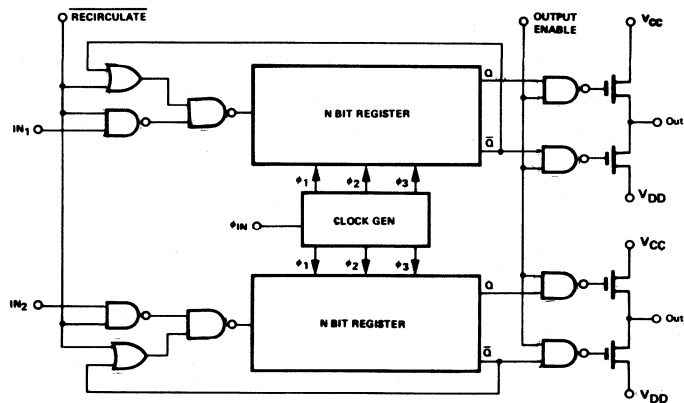 RECIRCULATE
OUTPUT
ENABLE
VCC
Q
N BIT REGISTER
IN1
Out
Q̅
ϕ1 ϕ2 ϕ3
VDD
CLOCK GEN
ϕIN
VCC
ϕ1 ϕ2 ϕ3
Q
IN2
N BIT REGISTER
Out
Q̅
VDD